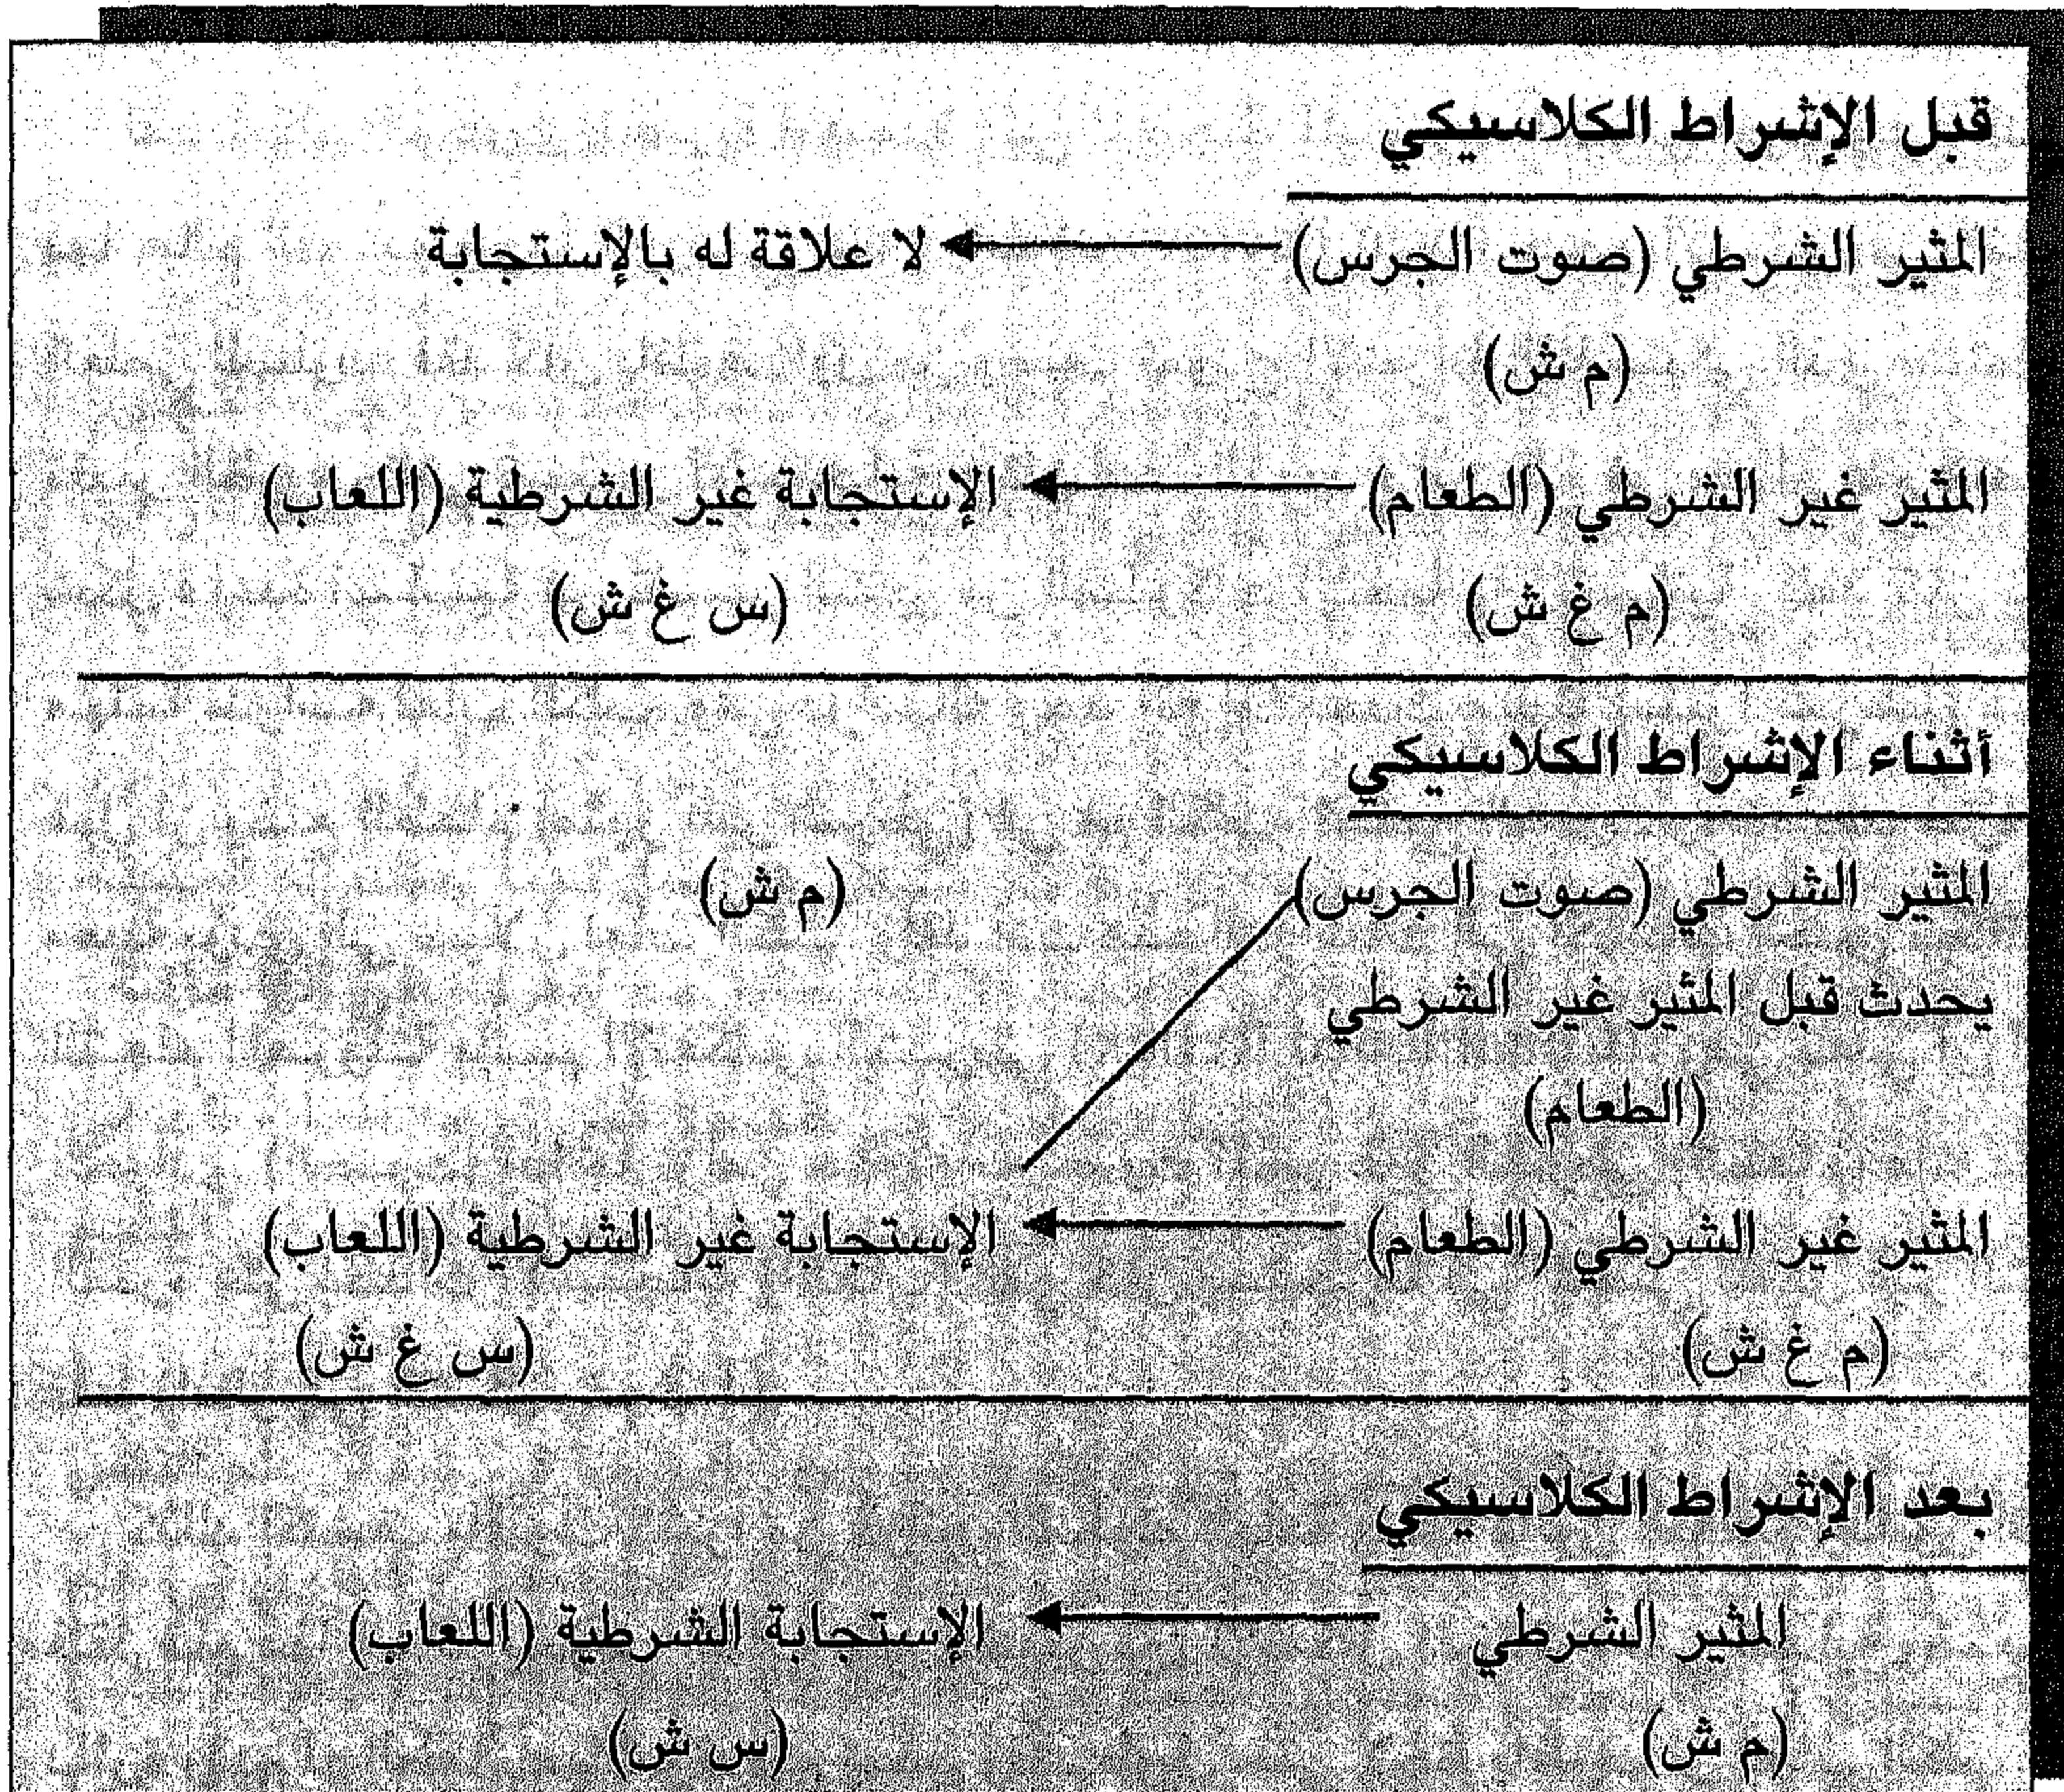 قبل الإشراط الكلاسيكي
المثير الشرطي (صوت الجرس) لا علاقة له بالإستجابة
(م ش)
المثير غير الشرطي (الطعام) الإستجابة غير الشرطية (اللعاب)
(م غ ش) (س غ ش)
أثناء الإشراط الكلاسيكي
المثير الشرطي (صوت الجرس) (م ش)
يحدث قبل المثير غير الشرطي
(الطعام)
المثير غير الشرطي (الطعام) الإستجابة غير الشرطية (اللعاب)
(م غ ش) (س غ ش)
بعد الإشراط الكلاسيكي
المثير الشرطي الإستجابة الشرطية (اللعاب)
(م ش) (س ش)